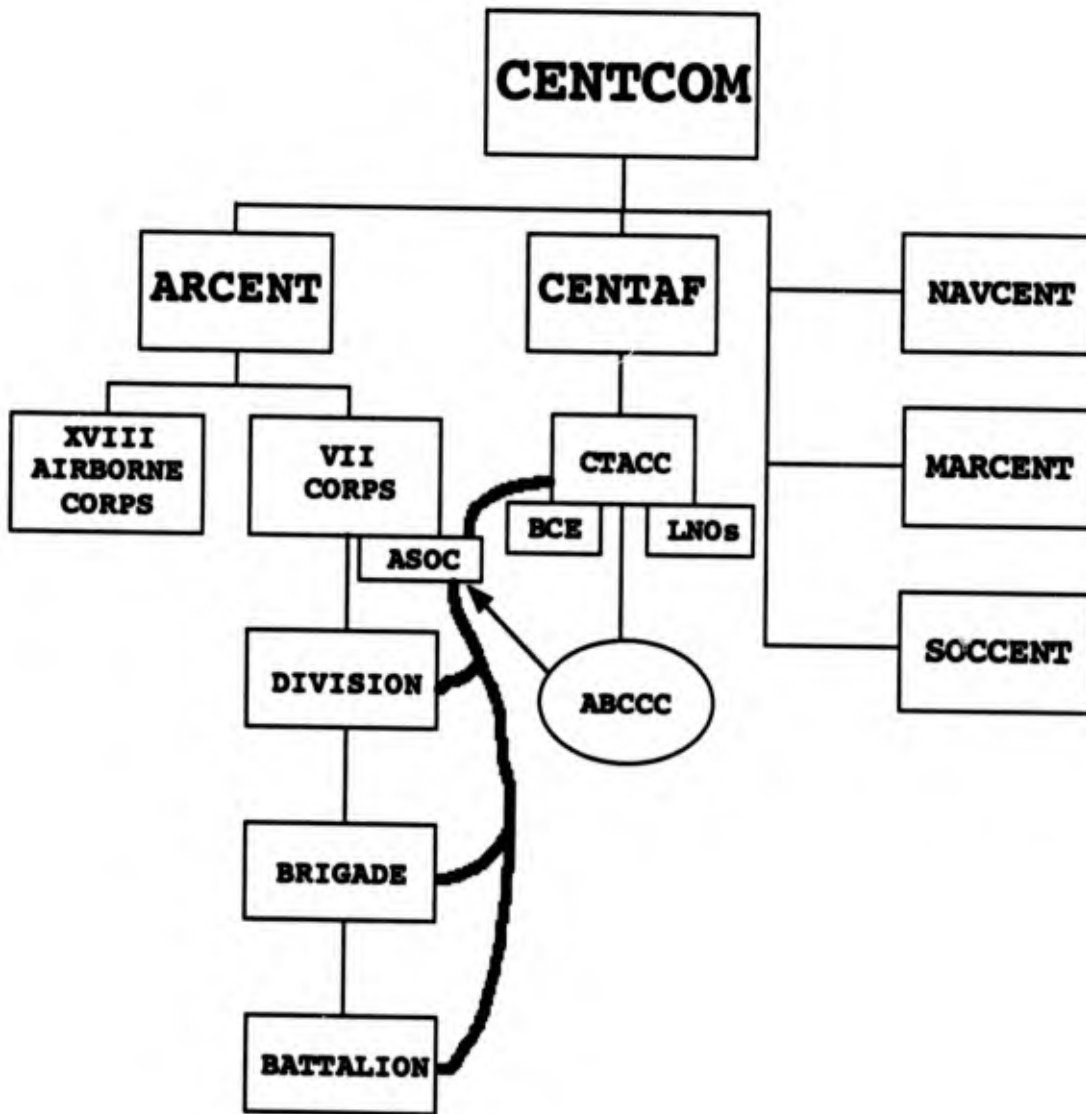 CENTCOM
ARCENT
CENTAF
NAVCENT
XVIII
AIRBORNE
CORPS
VII
CORPS
CTACC
MARCENT
BCE
LNOs
ASOC
DIVISION
ABCCC
SOCCENT
BRIGADE
BATTALION